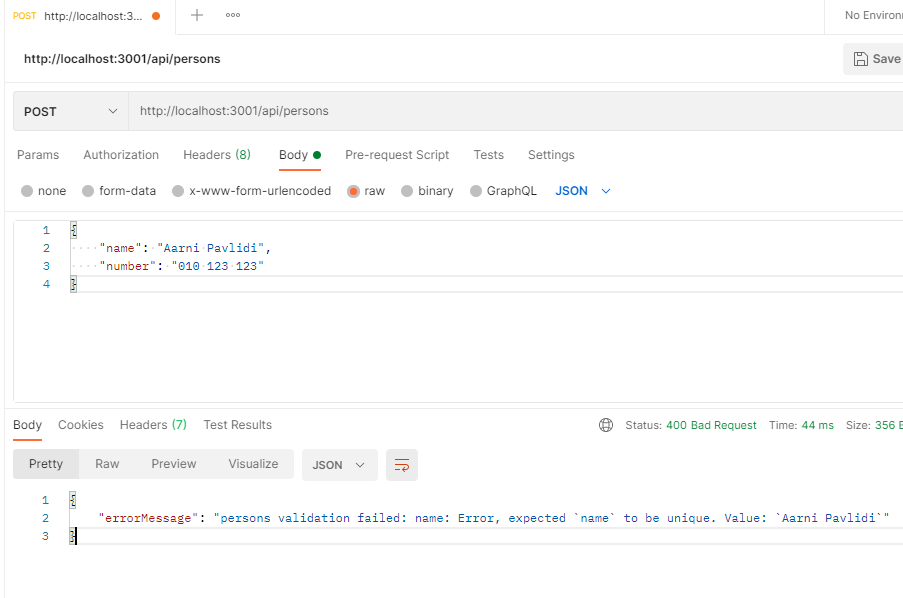 POST http://localhost:3... No Environ
http://localhost:3001/api/persons Save
POST http://localhost:3001/api/persons
Params Authorization Headers (8) Body Pre-request Script Tests Settings
none form-data x-www-form-urlencoded raw binary GraphQL JSON
1 {
2 "name": "Aarni Pavlidi",
3 "number": "010 123 123"
4 }
Body Cookies Headers (7) Test Results Status: 400 Bad Request Time: 44 ms Size: 356 B
Pretty Raw Preview Visualize JSON
1 {
2 "errorMessage": "persons validation failed: name: Error, expected `name` to be unique. Value: `Aarni Pavlidi`"
3 }